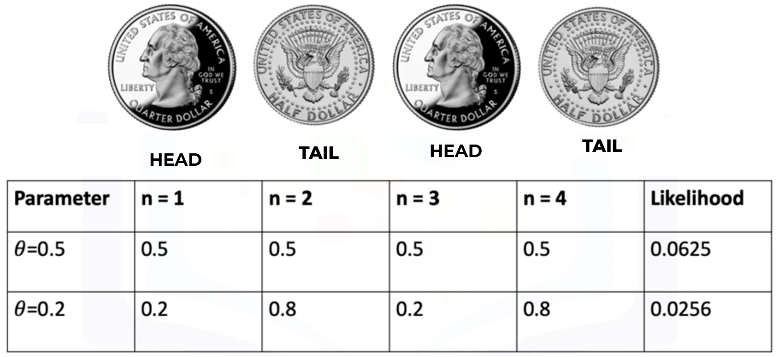 UNITED STATES OF AMERICA
IN
GOD WE
TRUST
LIBERTY
S
QUARTER DOLLAR
UNITED STATES OF AMERICA
HALF DOLLAR
UNITED STATES OF AMERICA
IN
GOD WE
TRUST
LIBERTY
S
QUARTER DOLLAR
UNITED STATES OF AMERICA
HALF DOLLAR
HEAD TAIL HEAD TAIL
Parameter n = 1 n = 2 n = 3 n = 4 Likelihood
θ=0.5 0.5 0.5 0.5 0.5 0.0625
θ=0.2 0.2 0.8 0.2 0.8 0.0256